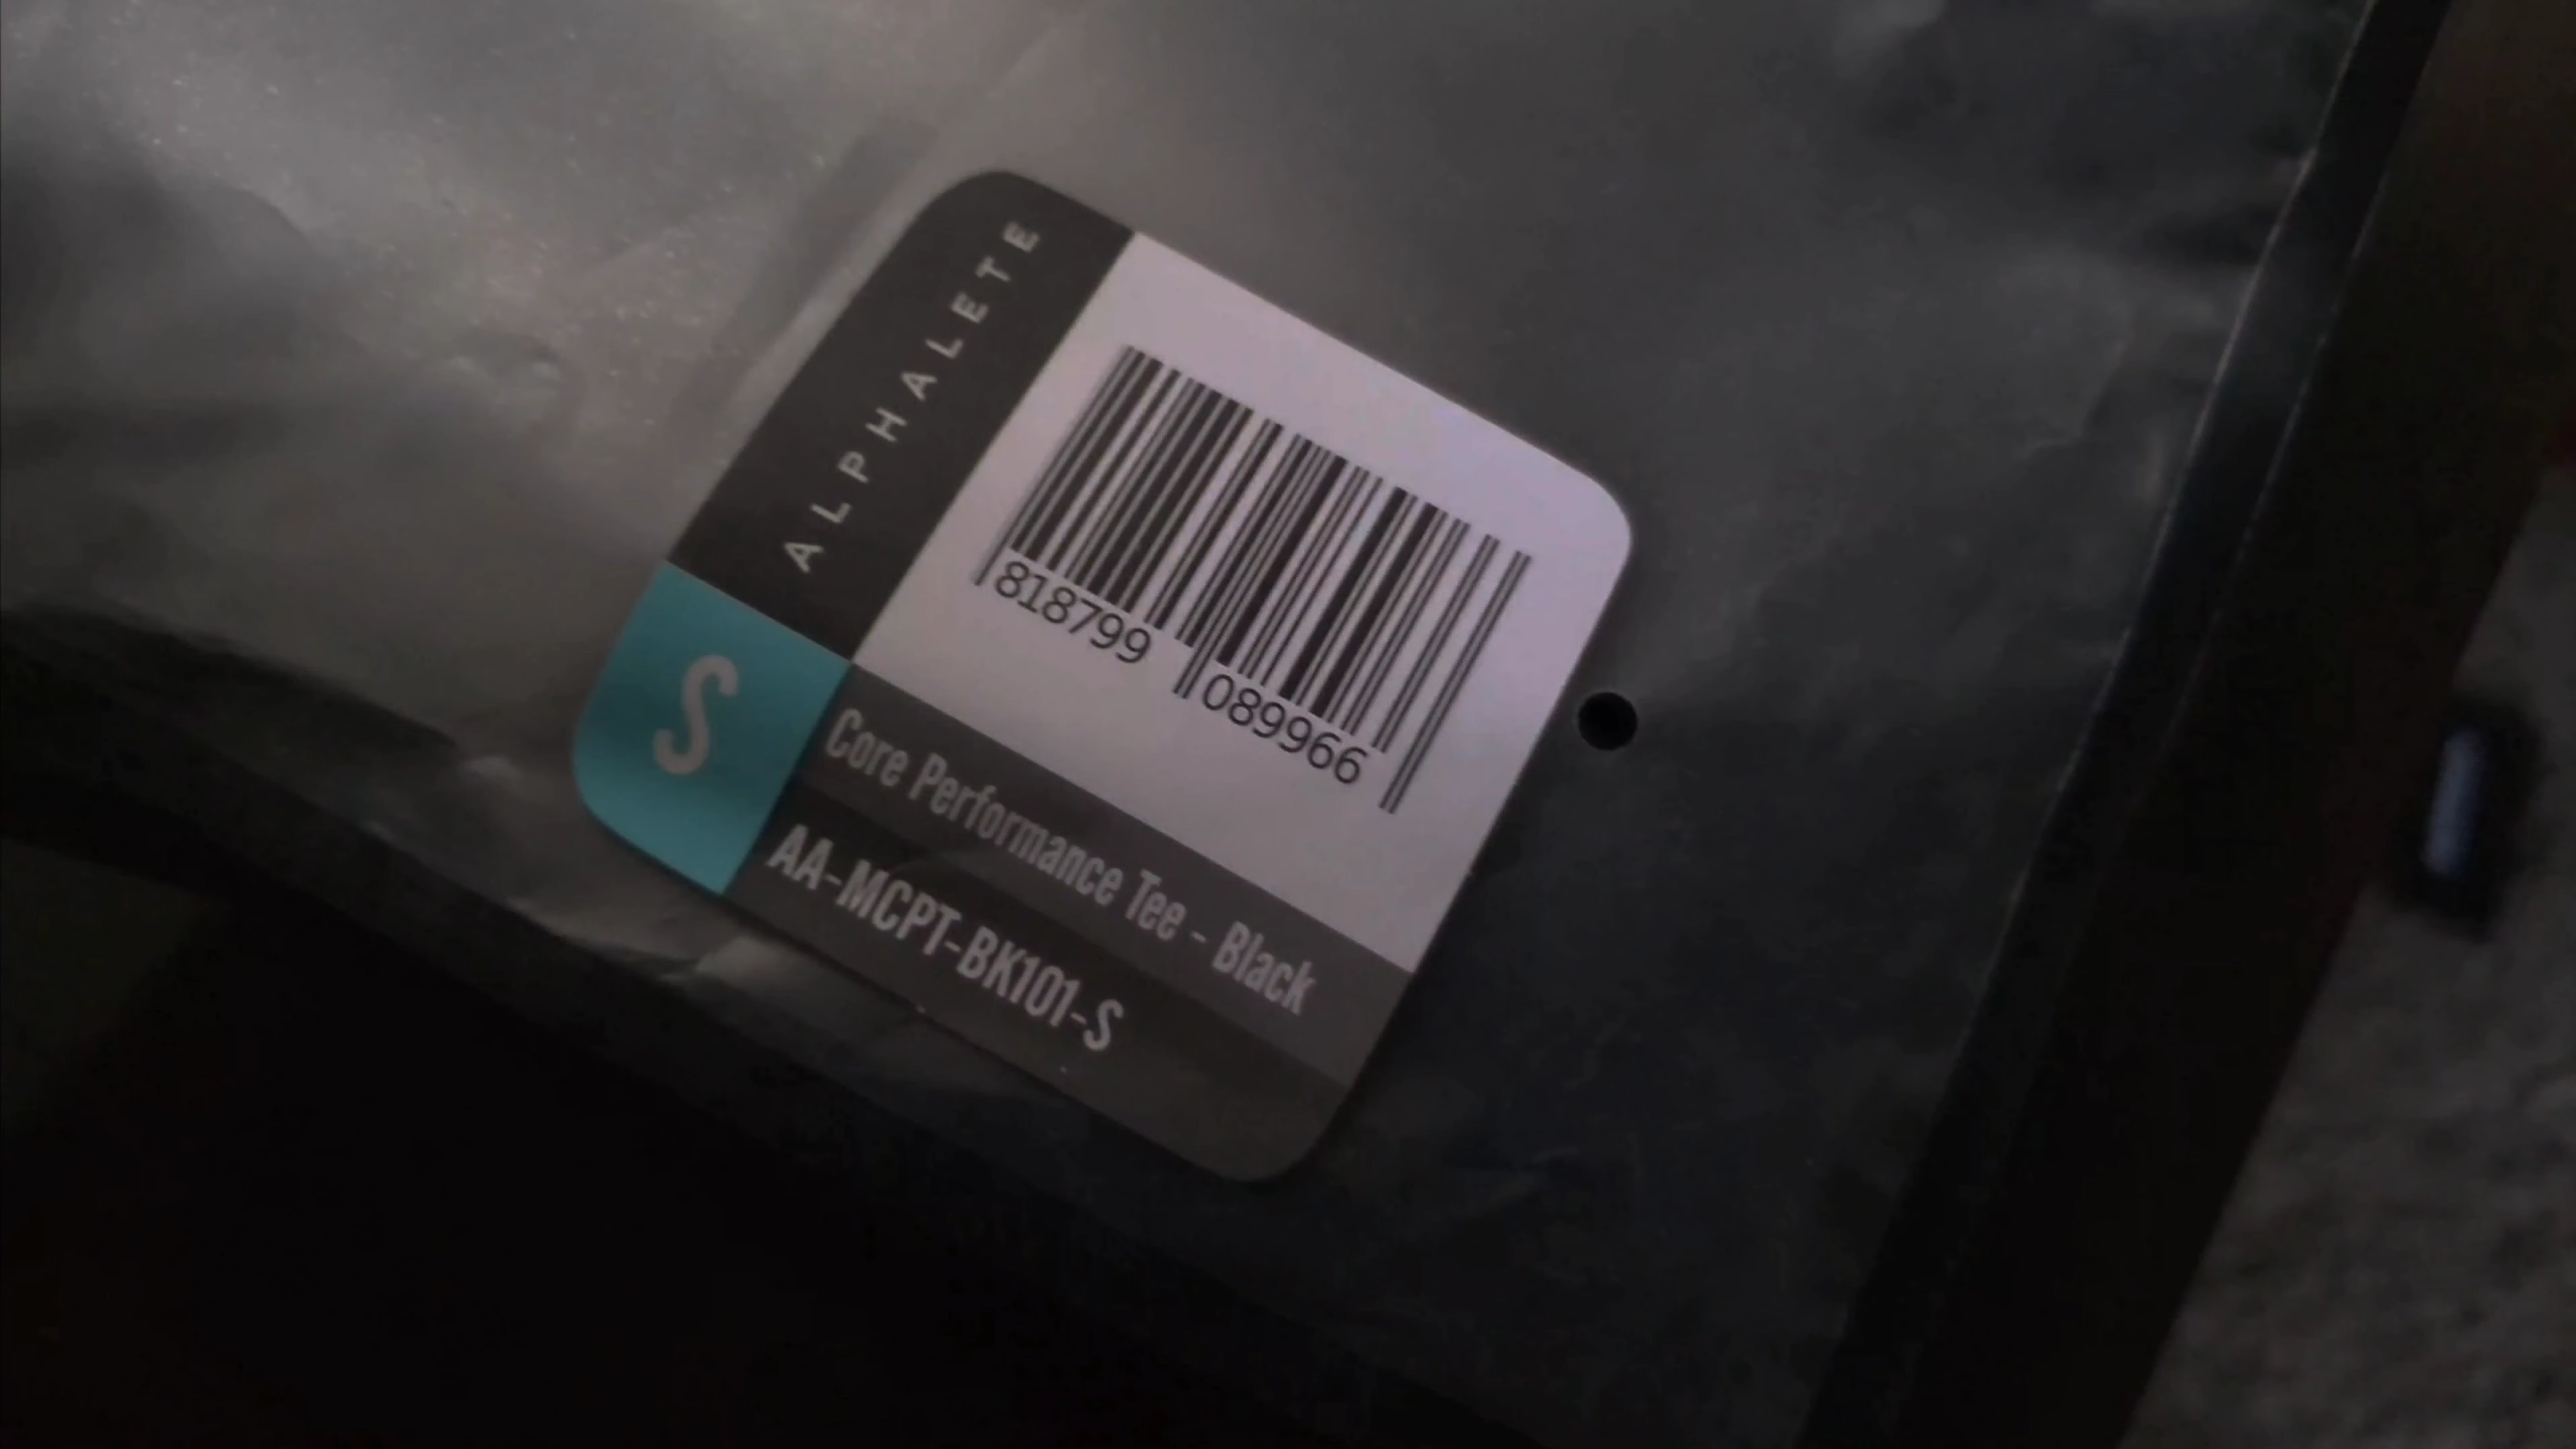 ALPHALETE
818799 089966
S
Core Performance Tee - Black
AA-MCPT-BK101-S